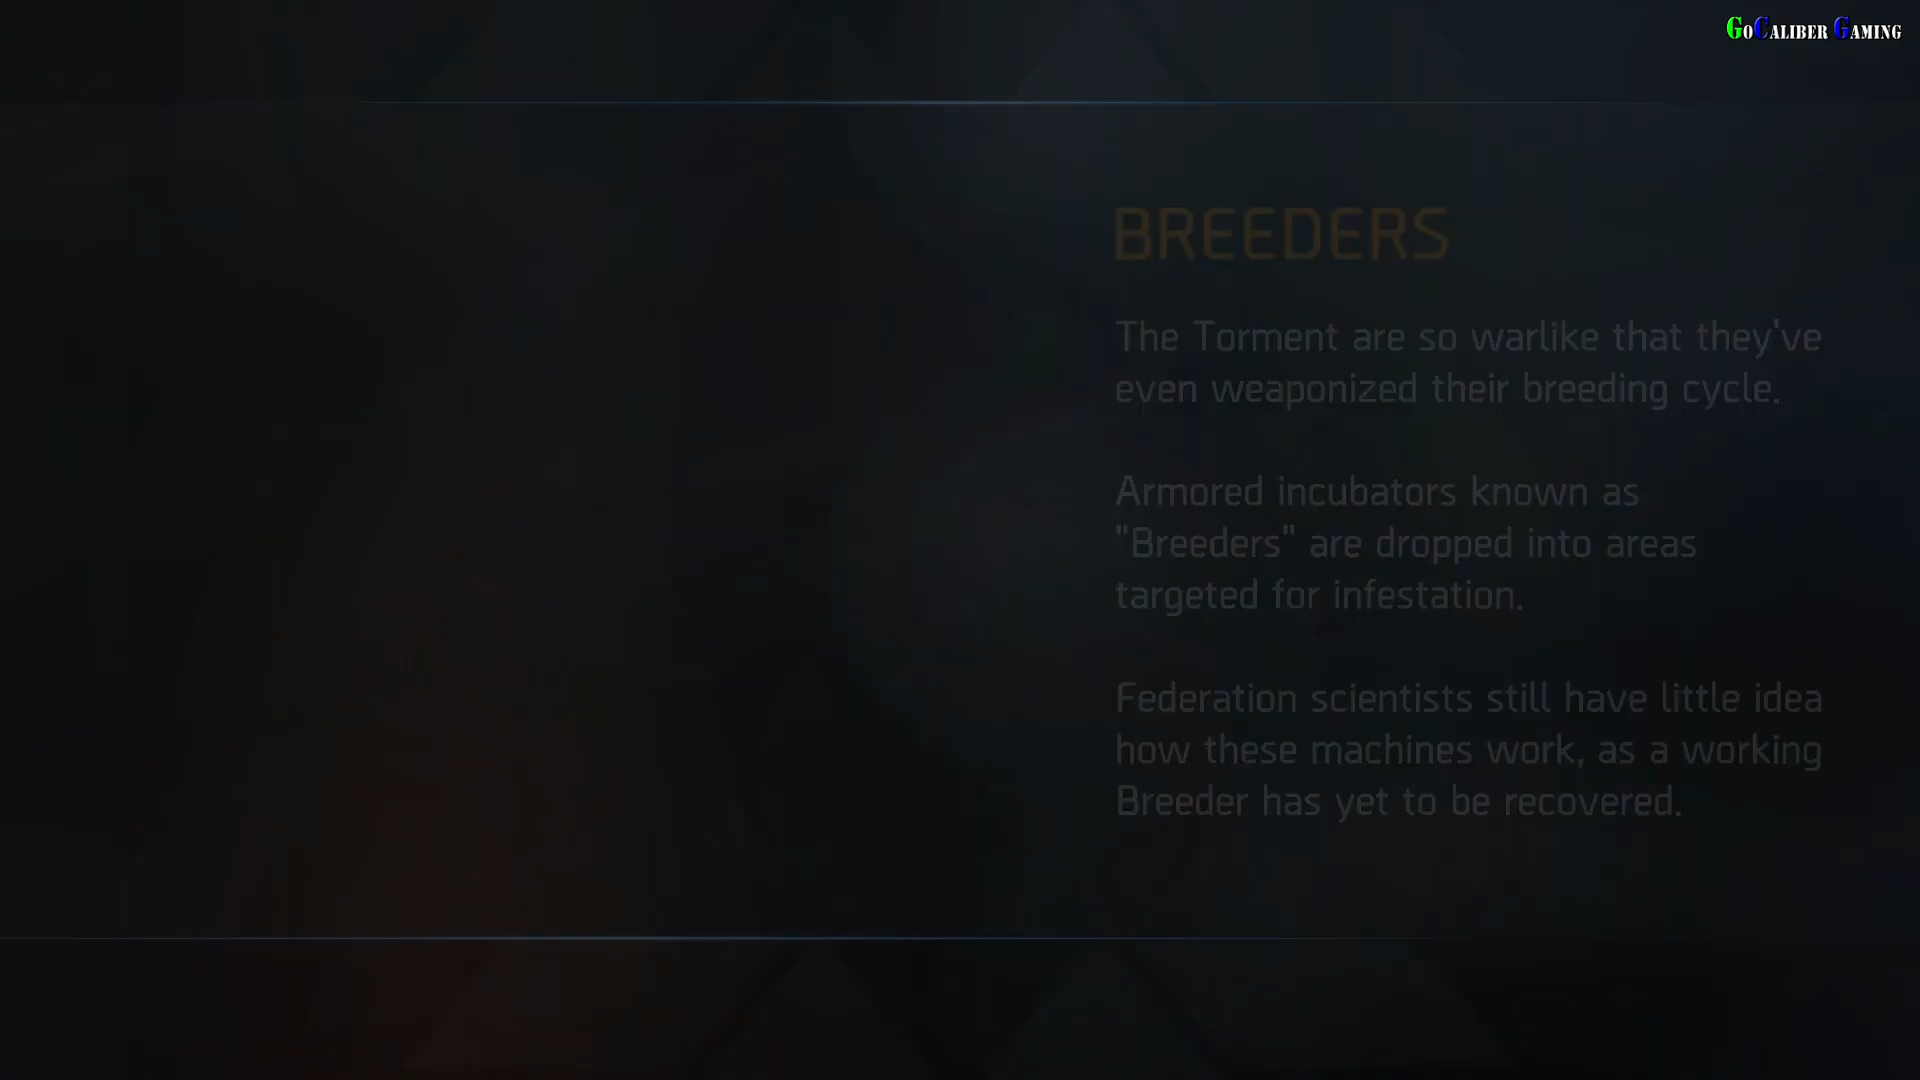 GoCaliber Gaming
BREEDERS
The Torment are so warlike that they've
even weaponized their breeding cycle.
Armored incubators known as
"Breeders" are dropped into areas
targeted for infestation.
Federation scientists still have little idea
how these machines work, as a working
Breeder has yet to be recovered.